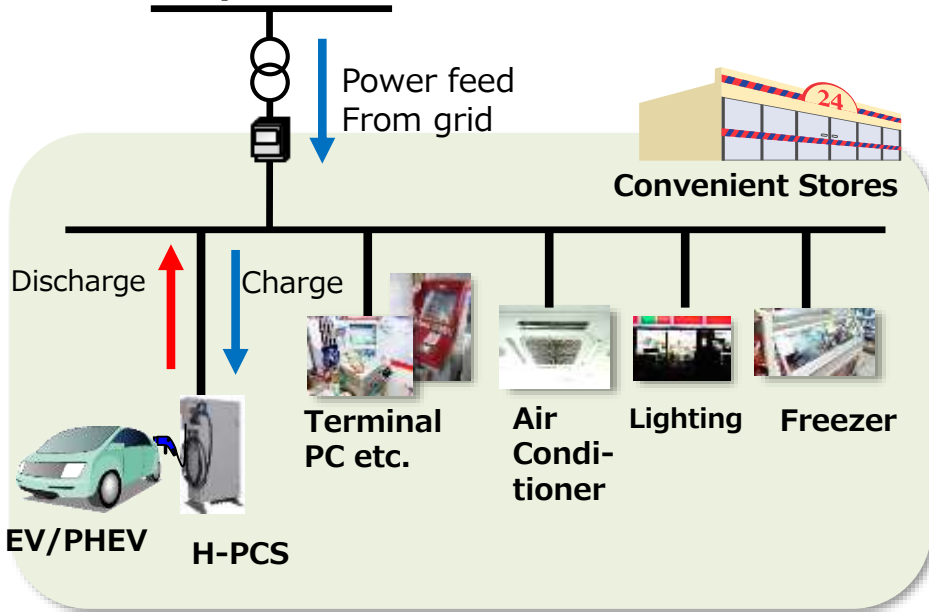 Power feed
From grid
24
Convenient Stores
Discharge
Charge
Terminal
PC etc.
Air
Condi-
tioner
Lighting
Freezer
EV/PHEV
H-PCS